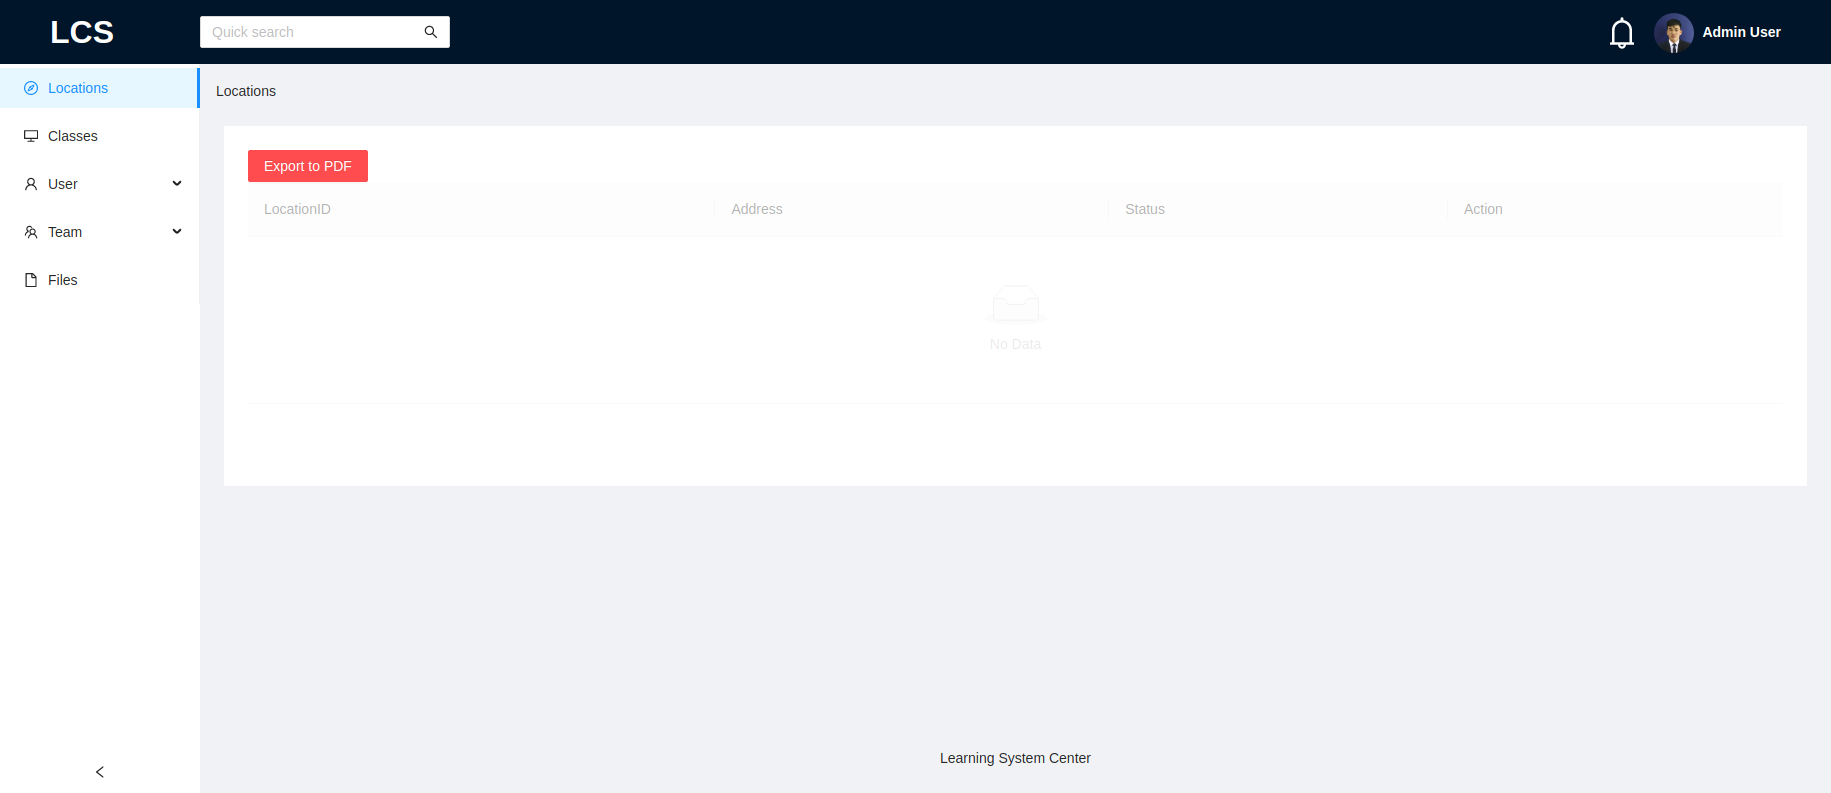 LCS
Quick search
Admin User
Locations
Classes
User
Team
Files
Locations
Export to PDF
LocationID Address Status Action
No Data
Learning System Center